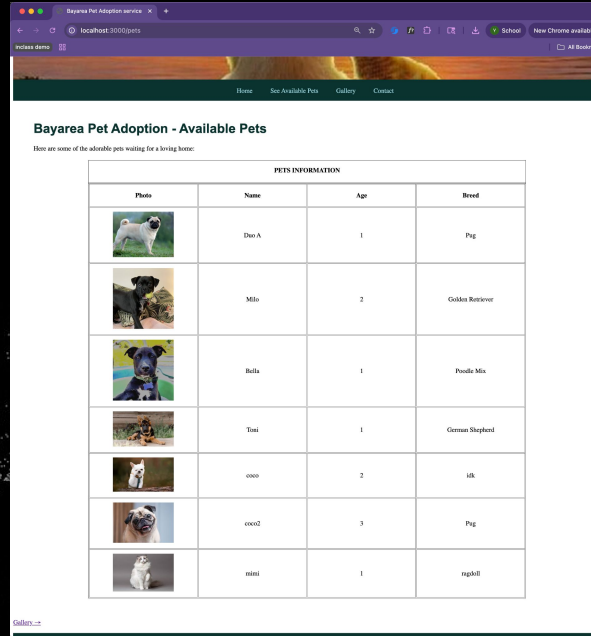 Bayarea Pet Adoption service
localhost:3000/pets
School
New Chrome availab
inclass demo
All Bookm
Home See Available Pets Gallery Contact
Bayarea Pet Adoption - Available Pets
Here are some of the adorable pets waiting for a loving home:
PETS INFORMATION
Photo Name Age Breed
Duo A 1 Pug
Milo 2 Golden Retriever
Bella 1 Poodle Mix
Toni 1 German Shepherd
coco 2 idk
coco2 3 Pug
mimi 1 ragdoll
Gallery →